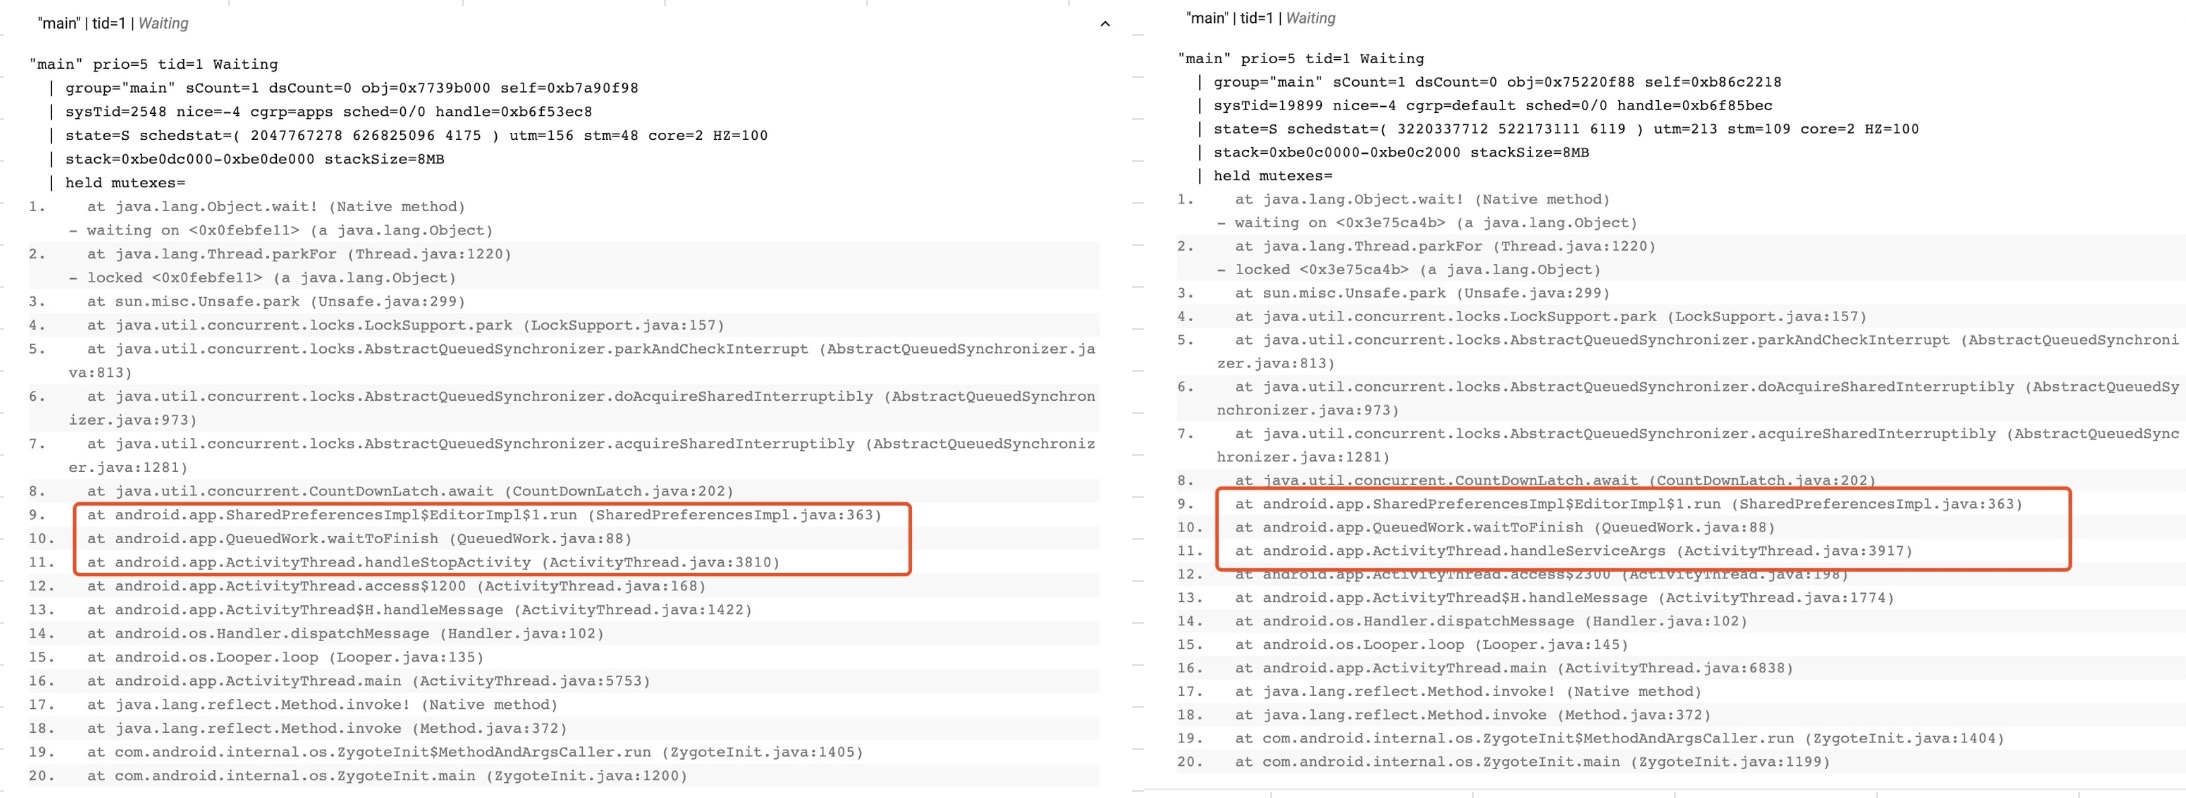 "main" | tid=1 | Waiting
"main" prio=5 tid=1 Waiting
| group="main" sCount=1 dsCount=0 obj=0x7739b000 self=0xb7a90f98
| sysTid=2548 nice=-4 cgrp=apps sched=0/0 handle=0xb6f53ec8
| state=S schedstat=( 2047767278 626825096 4175 ) utm=156 stm=48 core=2 HZ=100
| stack=0xbe0dc000-0xbe0de000 stackSize=8MB
| held mutexes=
1. at java.lang.Object.wait! (Native method)
- waiting on <0x0febfe11> (a java.lang.Object)
2. at java.lang.Thread.parkFor (Thread.java:1220)
- locked <0x0febfe11> (a java.lang.Object)
3. at sun.misc.Unsafe.park (Unsafe.java:299)
4. at java.util.concurrent.locks.LockSupport.park (LockSupport.java:157)
5. at java.util.concurrent.locks.AbstractQueuedSynchronizer.parkAndCheckInterrupt (AbstractQueuedSynchronizer.ja
va:813)
6. at java.util.concurrent.locks.AbstractQueuedSynchronizer.doAcquireSharedInterruptibly (AbstractQueuedSynchron
izer.java:973)
7. at java.util.concurrent.locks.AbstractQueuedSynchronizer.acquireSharedInterruptibly (AbstractQueuedSynchroniz
er.java:1281)
8. at java.util.concurrent.CountDownLatch.await (CountDownLatch.java:202)
9. at android.app.SharedPreferencesImpl$EditorImpl$1.run (SharedPreferencesImpl.java:363)
10. at android.app.QueuedWork.waitToFinish (QueuedWork.java:88)
11. at android.app.ActivityThread.handleStopActivity (ActivityThread.java:3810)
12. at android.app.ActivityThread.access$1200 (ActivityThread.java:168)
13. at android.app.ActivityThread$H.handleMessage (ActivityThread.java:1422)
14. at android.os.Handler.dispatchMessage (Handler.java:102)
15. at android.os.Looper.loop (Looper.java:135)
16. at android.app.ActivityThread.main (ActivityThread.java:5753)
17. at java.lang.reflect.Method.invoke! (Native method)
18. at java.lang.reflect.Method.invoke (Method.java:372)
19. at com.android.internal.os.ZygoteInit$MethodAndArgsCaller.run (ZygoteInit.java:1405)
20. at com.android.internal.os.ZygoteInit.main (ZygoteInit.java:1200)
"main" | tid=1 | Waiting
"main" prio=5 tid=1 Waiting
| group="main" sCount=1 dsCount=0 obj=0x75220f88 self=0xb86c2218
| sysTid=19899 nice=-4 cgrp=default sched=0/0 handle=0xb6f85bec
| state=S schedstat=( 3220337712 522173111 6119 ) utm=213 stm=109 core=2 HZ=100
| stack=0xbe0c0000-0xbe0c2000 stackSize=8MB
| held mutexes=
1. at java.lang.Object.wait! (Native method)
- waiting on <0x3e75ca4b> (a java.lang.Object)
2. at java.lang.Thread.parkFor (Thread.java:1220)
- locked <0x3e75ca4b> (a java.lang.Object)
3. at sun.misc.Unsafe.park (Unsafe.java:299)
4. at java.util.concurrent.locks.LockSupport.park (LockSupport.java:157)
5. at java.util.concurrent.locks.AbstractQueuedSynchronizer.parkAndCheckInterrupt (AbstractQueuedSynchroni
zer.java:813)
6. at java.util.concurrent.locks.AbstractQueuedSynchronizer.doAcquireSharedInterruptibly (AbstractQueuedSy
nchronizer.java:973)
7. at java.util.concurrent.locks.AbstractQueuedSynchronizer.acquireSharedInterruptibly (AbstractQueuedSync
hronizer.java:1281)
8. at java.util.concurrent.CountDownLatch.await (CountDownLatch.java:202)
9. at android.app.SharedPreferencesImpl$EditorImpl$1.run (SharedPreferencesImpl.java:363)
10. at android.app.QueuedWork.waitToFinish (QueuedWork.java:88)
11. at android.app.ActivityThread.handleServiceArgs (ActivityThread.java:3917)
12. at android.app.ActivityThread.access$2300 (ActivityThread.java:198)
13. at android.app.ActivityThread$H.handleMessage (ActivityThread.java:1774)
14. at android.os.Handler.dispatchMessage (Handler.java:102)
15. at android.os.Looper.loop (Looper.java:145)
16. at android.app.ActivityThread.main (ActivityThread.java:6838)
17. at java.lang.reflect.Method.invoke! (Native method)
18. at java.lang.reflect.Method.invoke (Method.java:372)
19. at com.android.internal.os.ZygoteInit$MethodAndArgsCaller.run (ZygoteInit.java:1404)
20. at com.android.internal.os.ZygoteInit.main (ZygoteInit.java:1199)